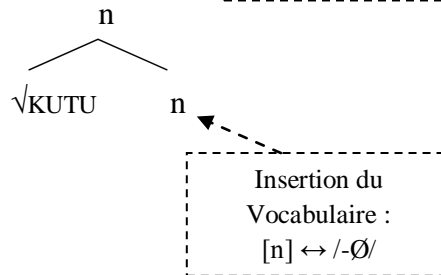 n
√KUTU n
Insertion du
Vocabulaire :
[n] ↔ /-Ø/